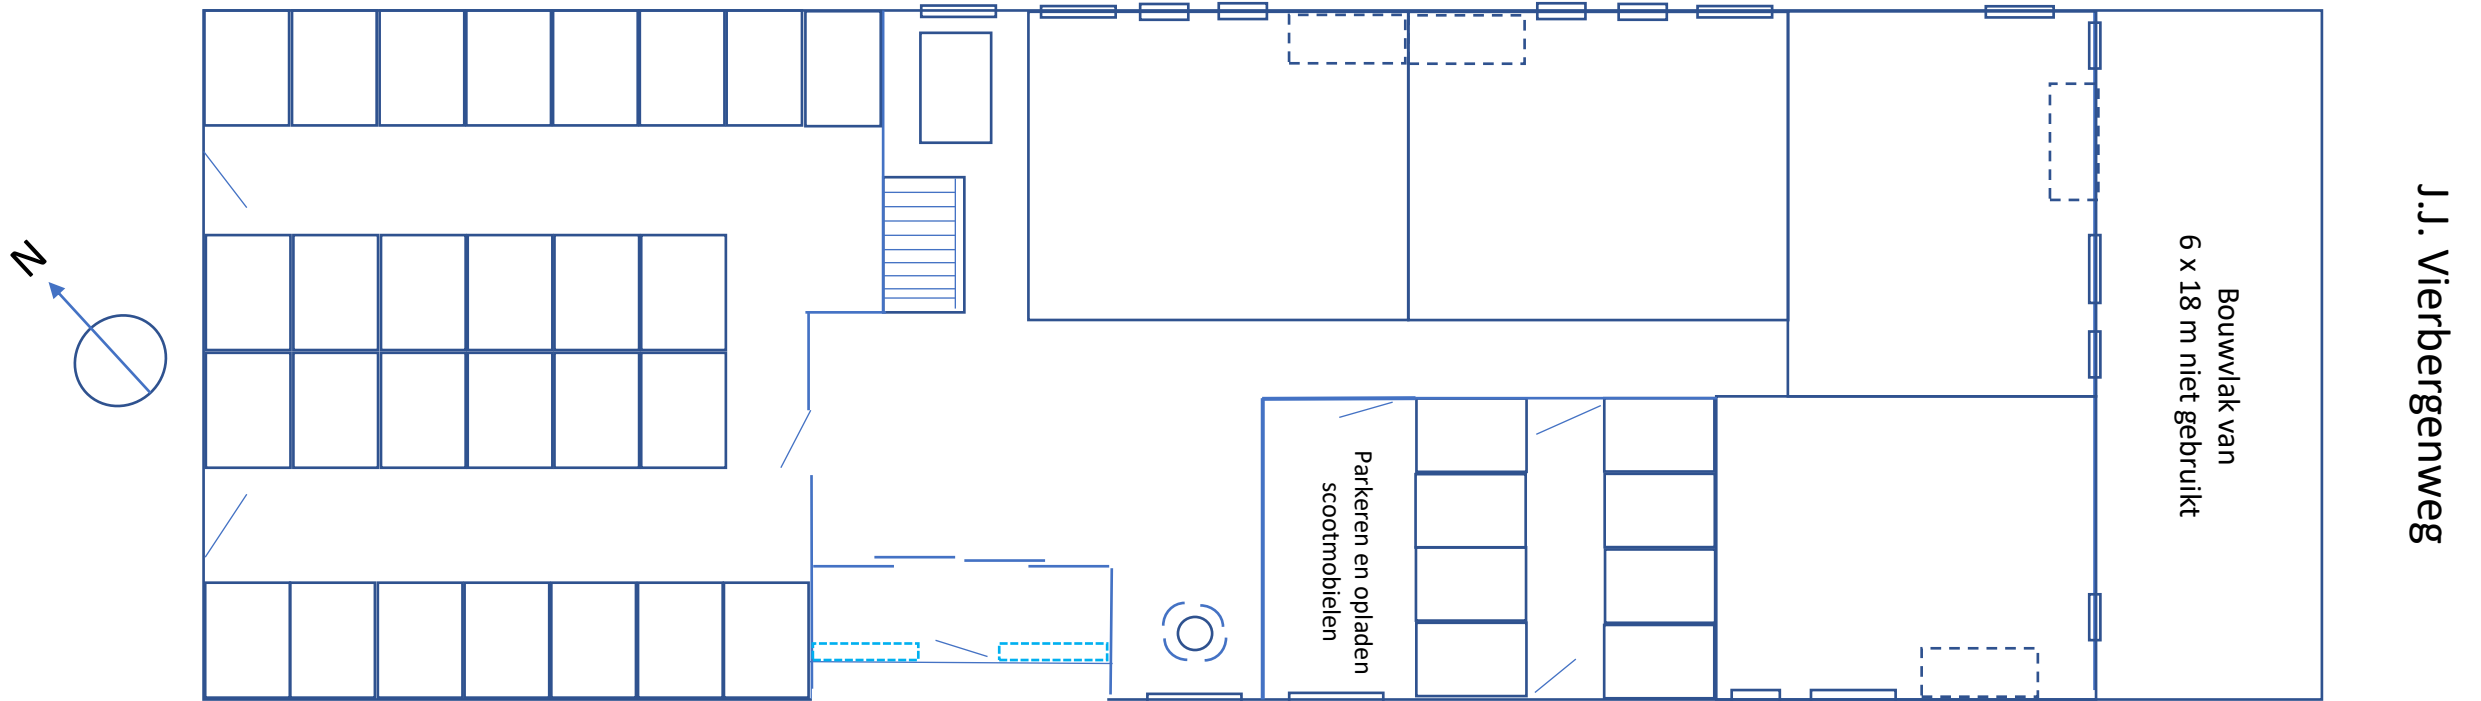 N
Parkeren en opladen
scootmobielen
Bouwvlak van
6 x 18 m niet gebruikt
J.J. Vierbergenweg